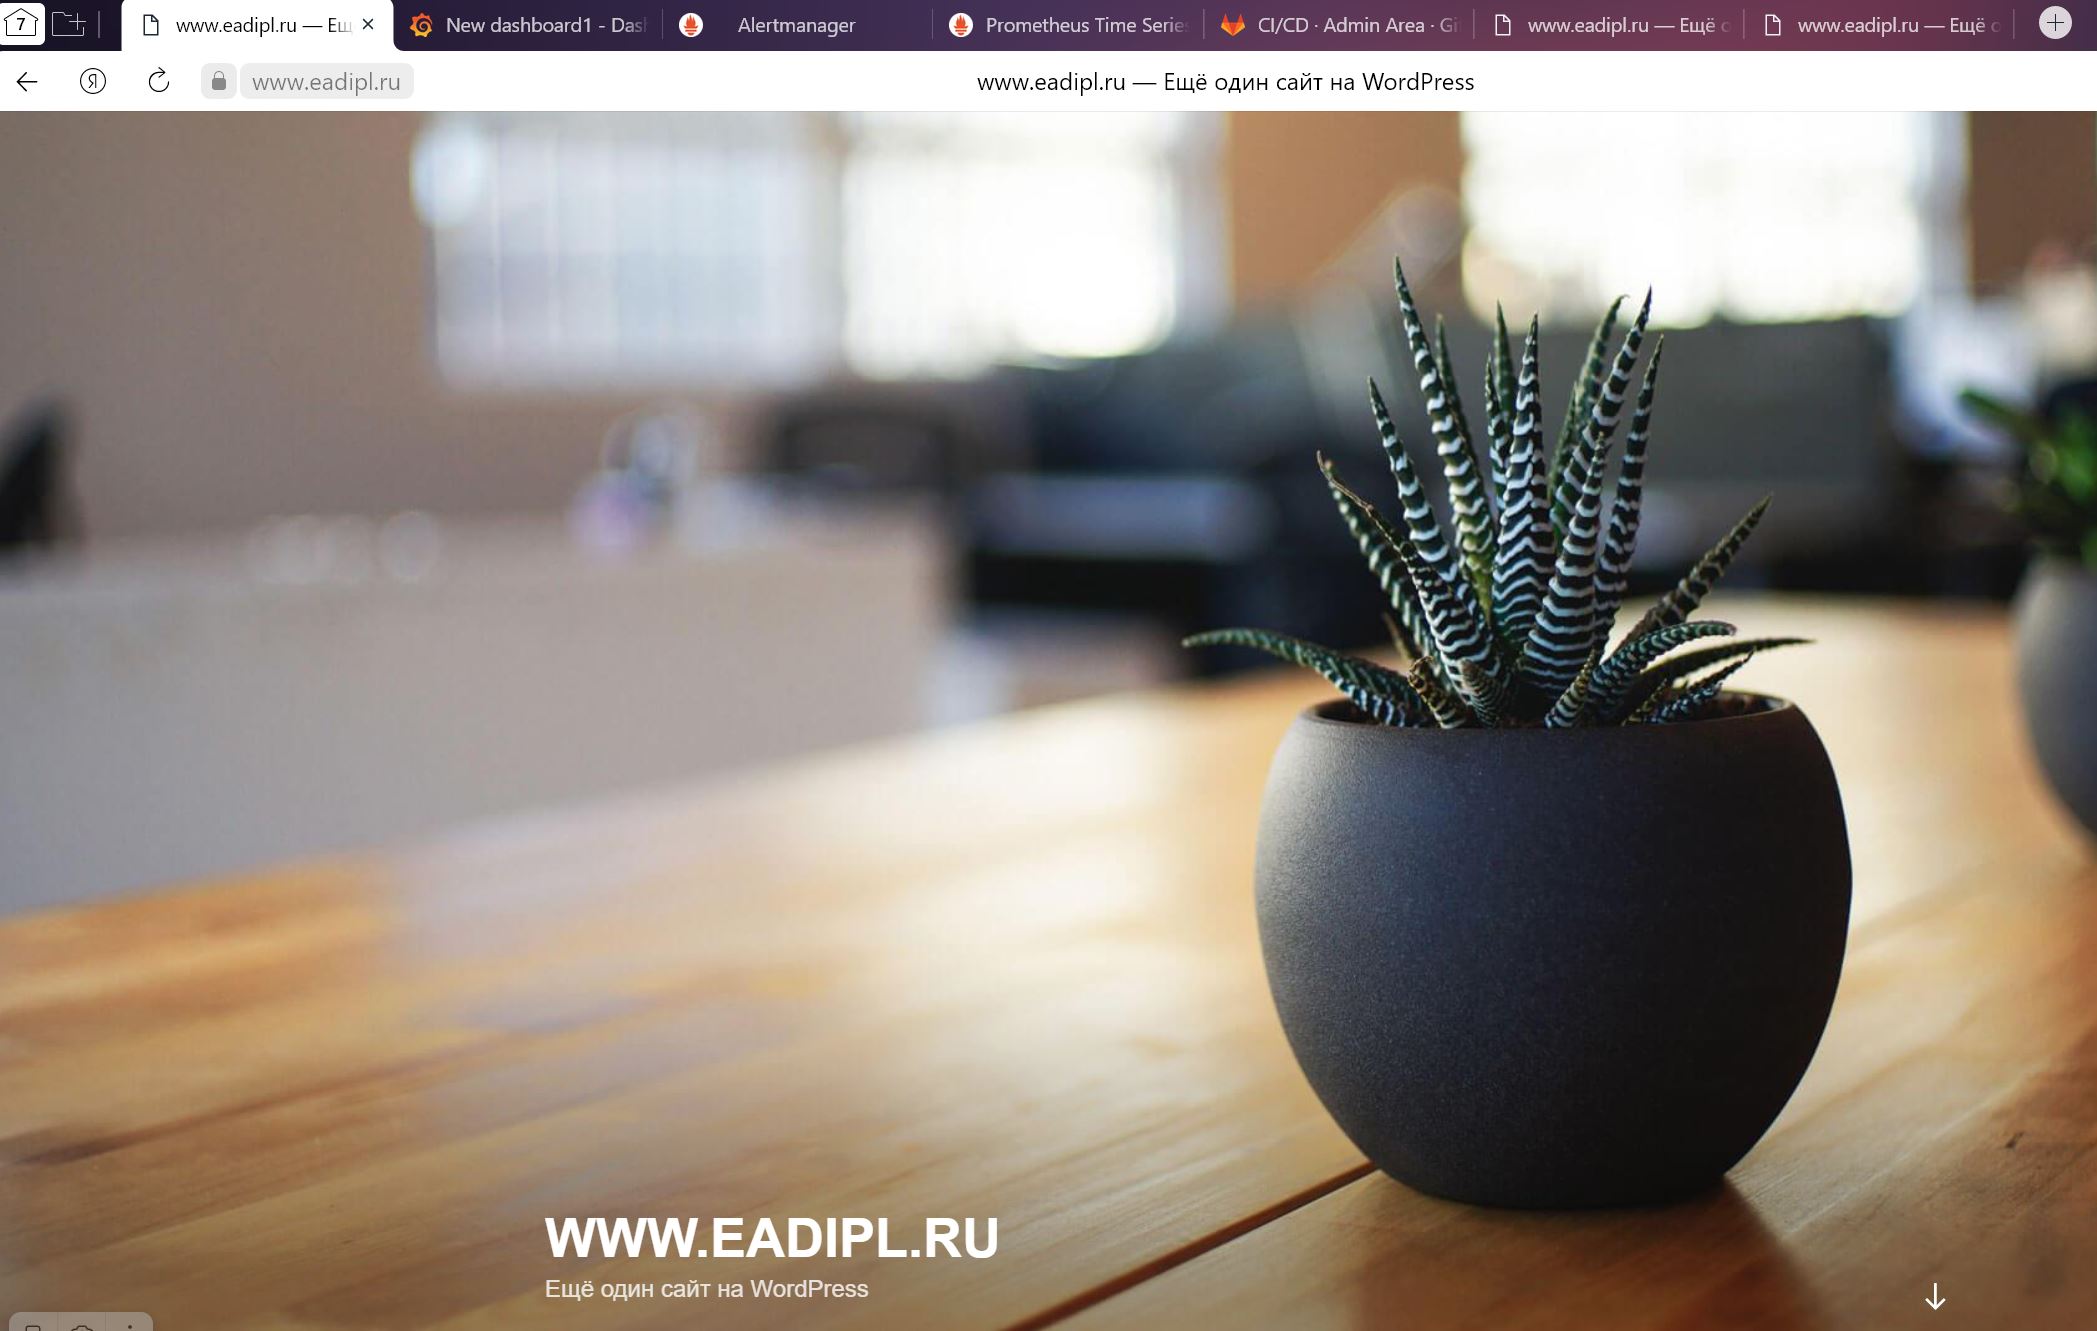 7
www.eadipl.ru — Ещ
New dashboard1 - Das
Alertmanager
Prometheus Time Serie
CI/CD · Admin Area · Gi
www.eadipl.ru — Ещё о
www.eadipl.ru — Ещё о
Я
www.eadipl.ru
www.eadipl.ru — Ещё один сайт на WordPress
WWW.EADIPL.RU
Ещё один сайт на WordPress